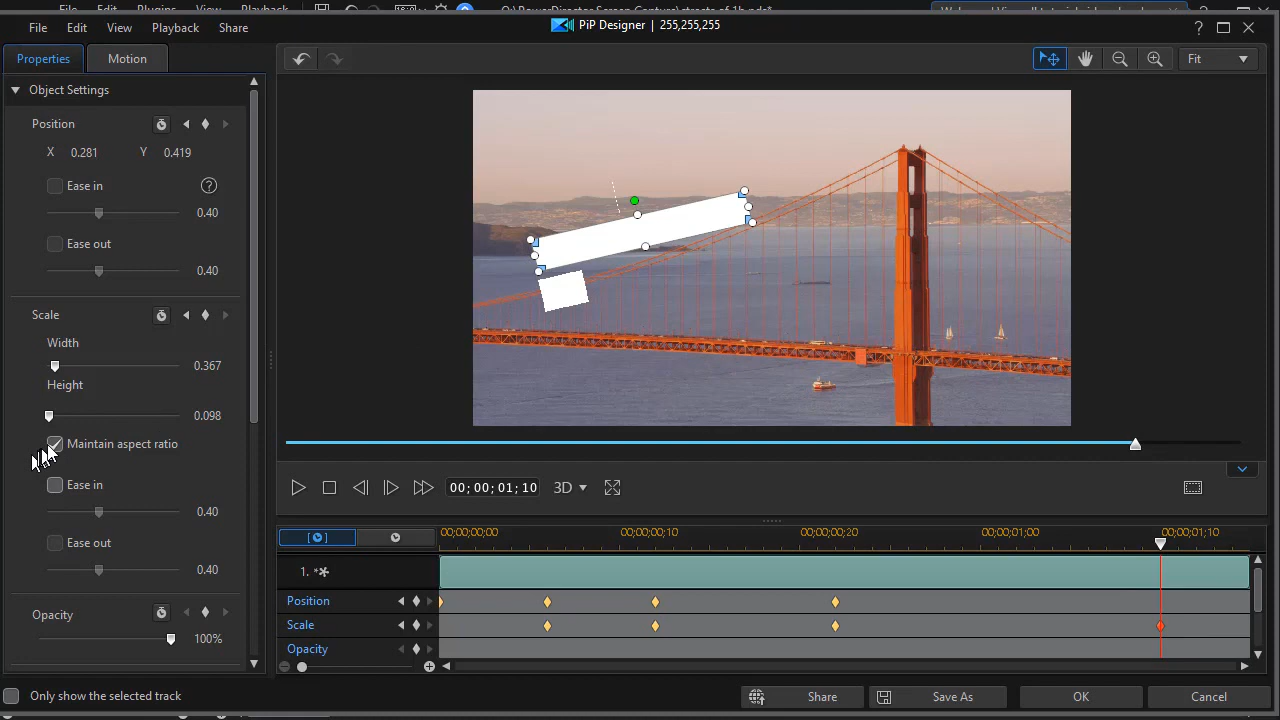 PiP Designer | 255,255,255
File Edit View Playback Share
Properties Motion
Fit
Object Settings
Position
X 0.281 Y 0.419
Ease in
0.40
Ease out
0.40
Scale
Width
0.367
Height
0.098
Maintain aspect ratio
Ease in
0.40
Ease out
0.40
Opacity
100%
00; 00; 01; 10
3D
00;00;00;00 00;00;00;10 00;00;00;20 00;00;01;00 00;00;01;10
1. *
Position
Scale
Opacity
Only show the selected track
Share Save As OK Cancel